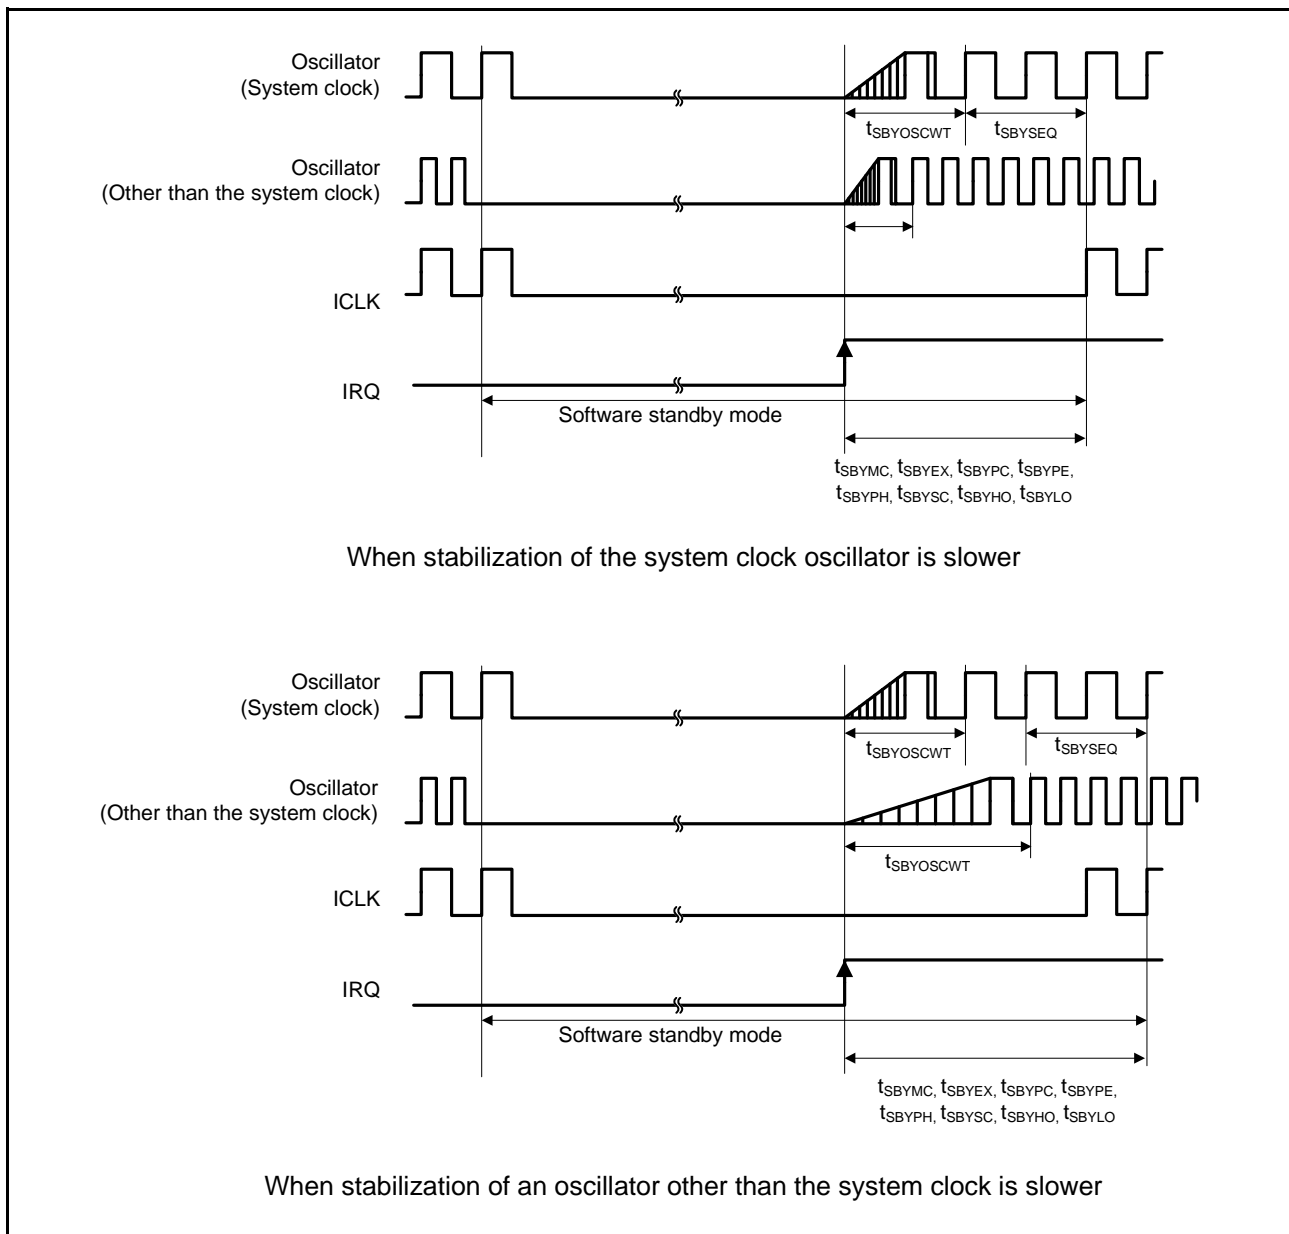 Oscillator
(System clock)
tSBYOSCWT
tSBYSEQ
Oscillator
(Other than the system clock)
ICLK
IRQ
Software standby mode
tSBYMC, tSBYEX, tSBYPC, tSBYPE,
tSBYPH, tSBYSC, tSBYHO, tSBYLO
When stabilization of the system clock oscillator is slower
Oscillator
(System clock)
tSBYOSCWT
tSBYSEQ
Oscillator
(Other than the system clock)
tSBYOSCWT
ICLK
IRQ
Software standby mode
tSBYMC, tSBYEX, tSBYPC, tSBYPE,
tSBYPH, tSBYSC, tSBYHO, tSBYLO
When stabilization of an oscillator other than the system clock is slower